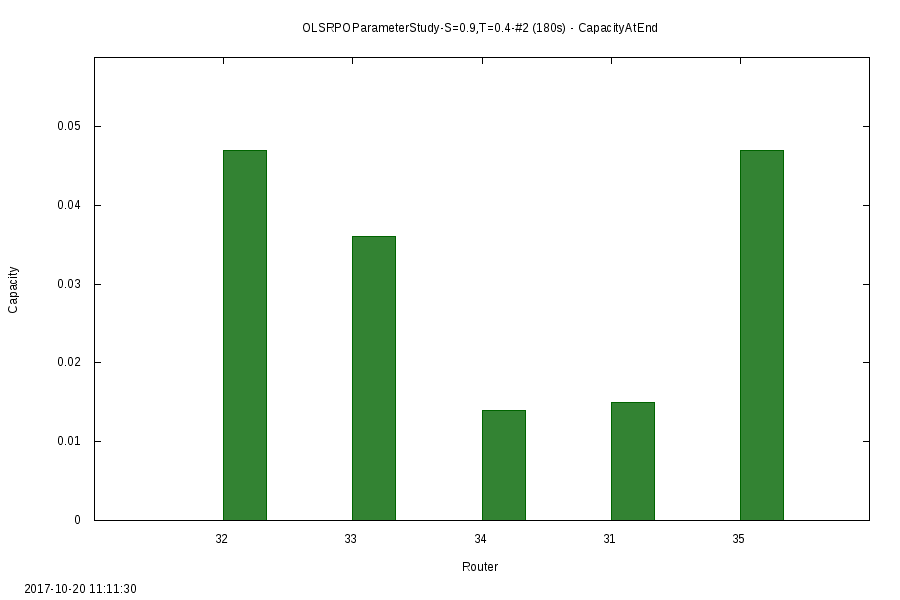 OLSRPOParameterStudy-S=0.9,T=0.4-#2 (180s) - CapacityAtEnd
0.05
0.04
0.03
0.02
0.01
0
Capacity
32 33 34 31 35
Router
2017-10-20 11:11:30